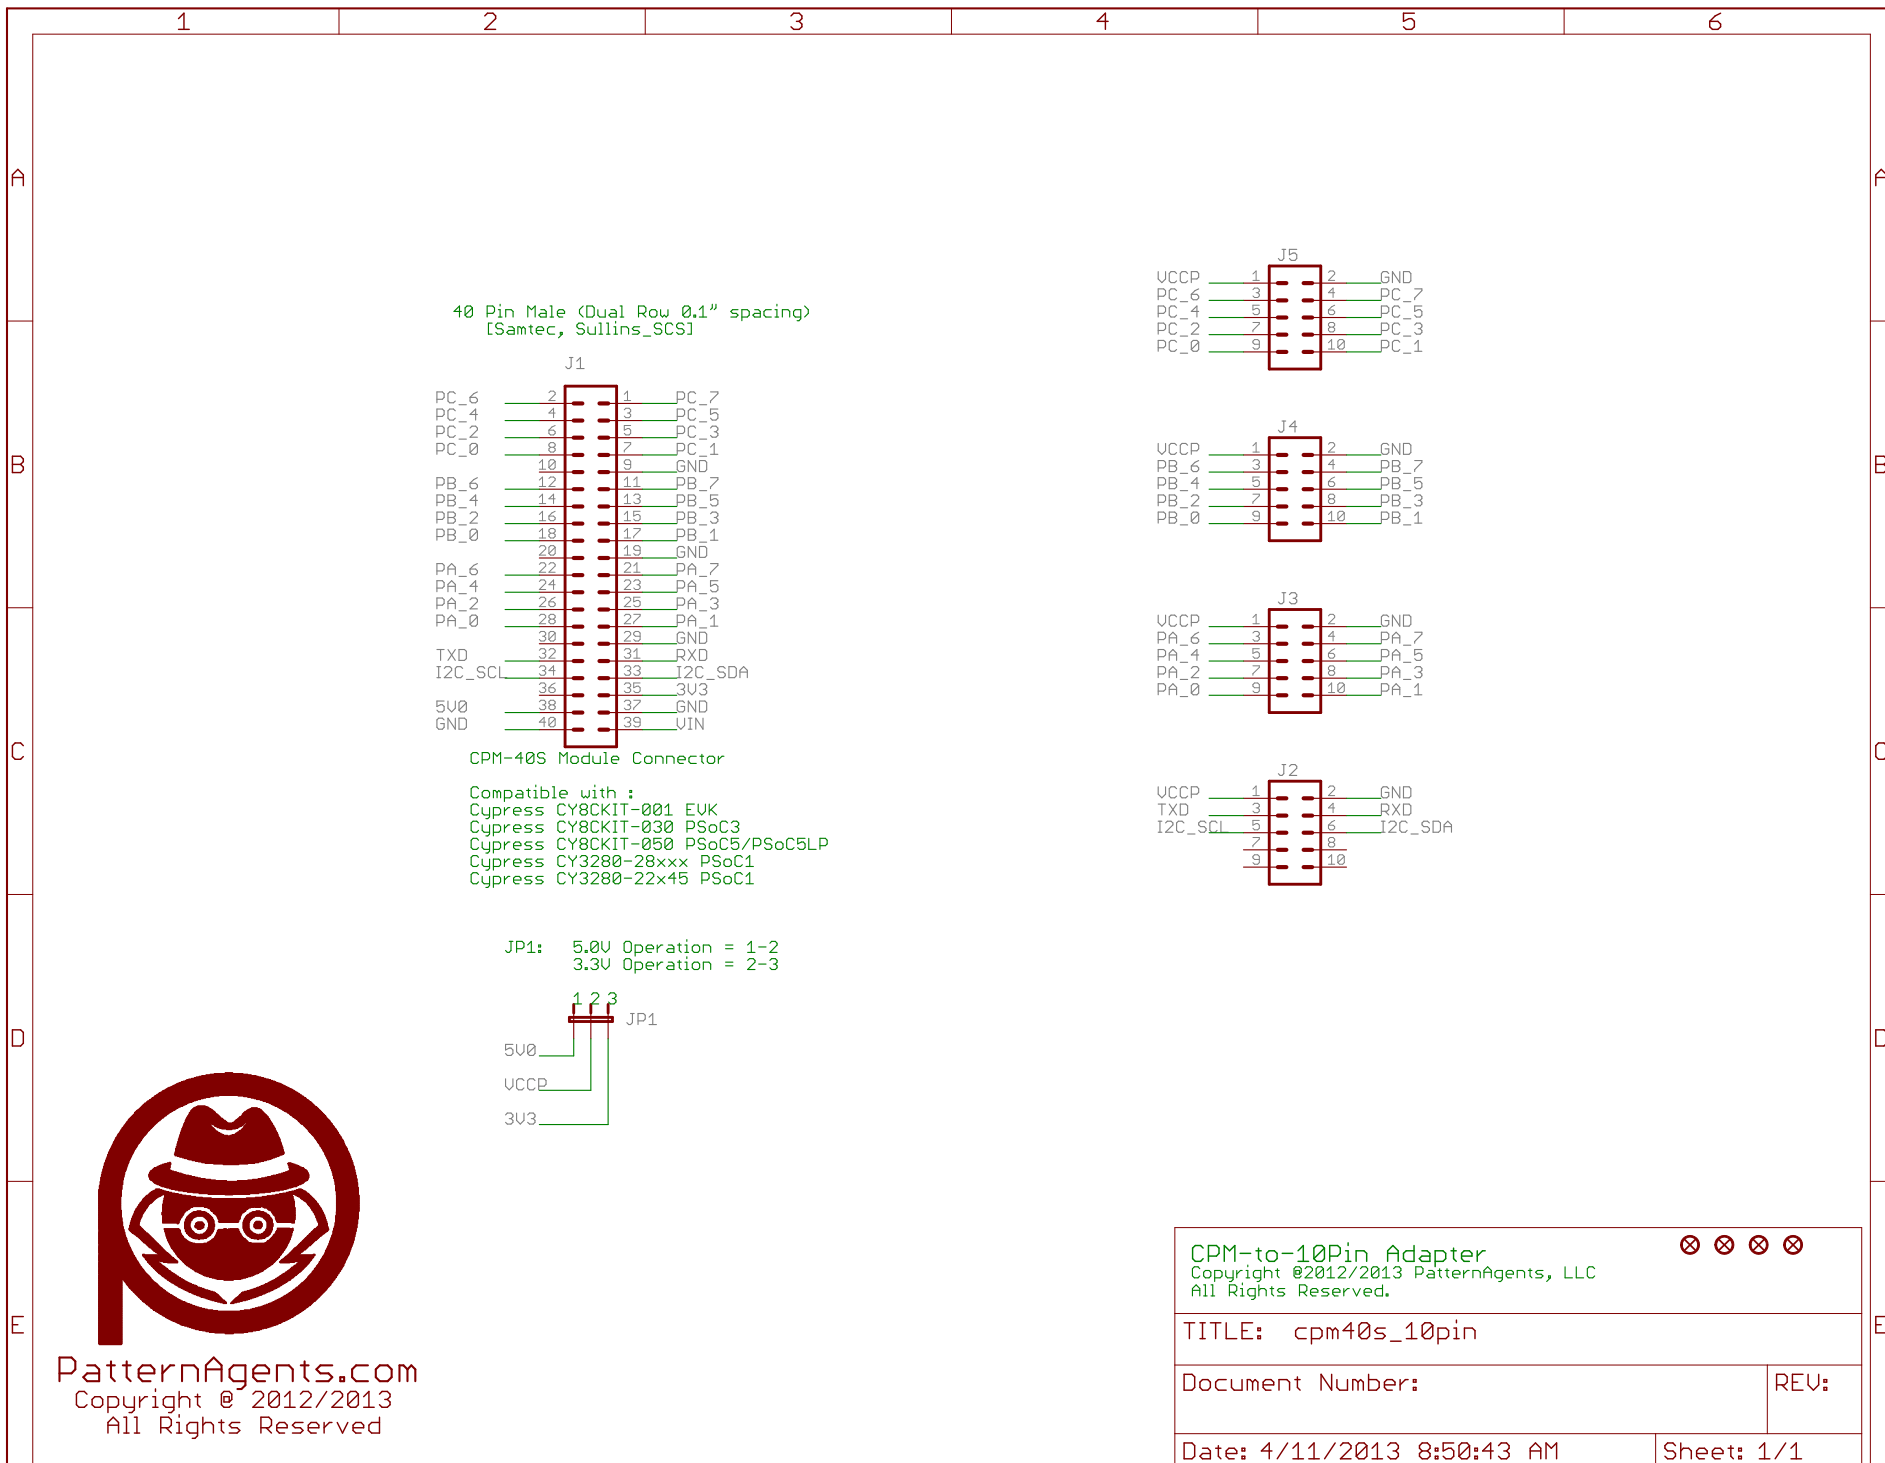 1 2 3 4 5 6
A A
B B
C C
D D
E E
40 Pin Male (Dual Row 0.1" spacing)
[Samtec, Sullins_SCS]
J1
PC_6 2 1 PC_7
PC_4 4 3 PC_5
PC_2 6 5 PC_3
PC_0 8 7 PC_1
10 9 GND
PB_6 12 11 PB_7
PB_4 14 13 PB_5
PB_2 16 15 PB_3
PB_0 18 17 PB_1
20 19 GND
PA_6 22 21 PA_7
PA_4 24 23 PA_5
PA_2 26 25 PA_3
PA_0 28 27 PA_1
30 29 GND
TXD 32 31 RXD
I2C_SCL 34 33 I2C_SDA
36 35 3V3
5V0 38 37 GND
GND 40 39 VIN
CPM-40S Module Connector
Compatible with :
Cypress CY8CKIT-001 EVK
Cypress CY8CKIT-030 PSoC3
Cypress CY8CKIT-050 PSoC5/PSoC5LP
Cypress CY3280-28xxx PSoC1
Cypress CY3280-22x45 PSoC1
JP1: 5.0V Operation = 1-2
3.3V Operation = 2-3
1 2 3
JP1
5V0
VCCP
3V3
J5
VCCP 1 2 GND
PC_6 3 4 PC_7
PC_4 5 6 PC_5
PC_2 7 8 PC_3
PC_0 9 10 PC_1
J4
VCCP 1 2 GND
PB_6 3 4 PB_7
PB_4 5 6 PB_5
PB_2 7 8 PB_3
PB_0 9 10 PB_1
J3
VCCP 1 2 GND
PA_6 3 4 PA_7
PA_4 5 6 PA_5
PA_2 7 8 PA_3
PA_0 9 10 PA_1
J2
VCCP 1 2 GND
TXD 3 4 RXD
I2C_SCL 5 6 I2C_SDA
7 8
9 10
PatternAgents.com
Copyright @ 2012/2013
All Rights Reserved
CPM-to-10Pin Adapter
Copyright @2012/2013 PatternAgents, LLC
All Rights Reserved.
TITLE: cpm40s_10pin
Document Number: REV:
Date: 4/11/2013 8:50:43 AM Sheet: 1/1